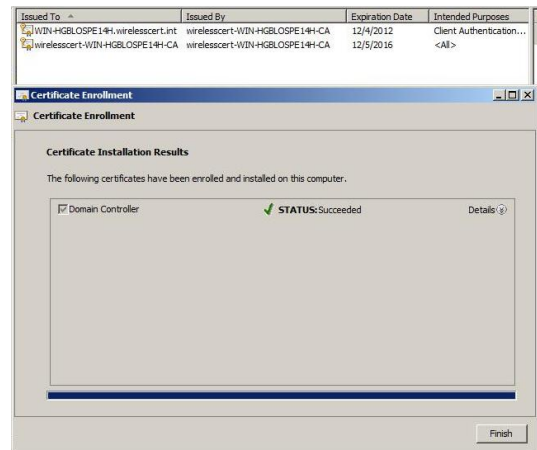 Issued To Issued By Expiration Date Intended Purposes
WIN-HGBLOSPE14H.wirelesscert.int wirelesscert-WIN-HGBLOSPE14H-CA 12/4/2012 Client Authentication...
wirelesscert-WIN-HGBLOSPE14H-CA wirelesscert-WIN-HGBLOSPE14H-CA 12/5/2016 <All>
Certificate Enrollment
Certificate Enrollment
Certificate Installation Results
The following certificates have been enrolled and installed on this computer.
Domain Controller STATUS: Succeeded Details
Finish